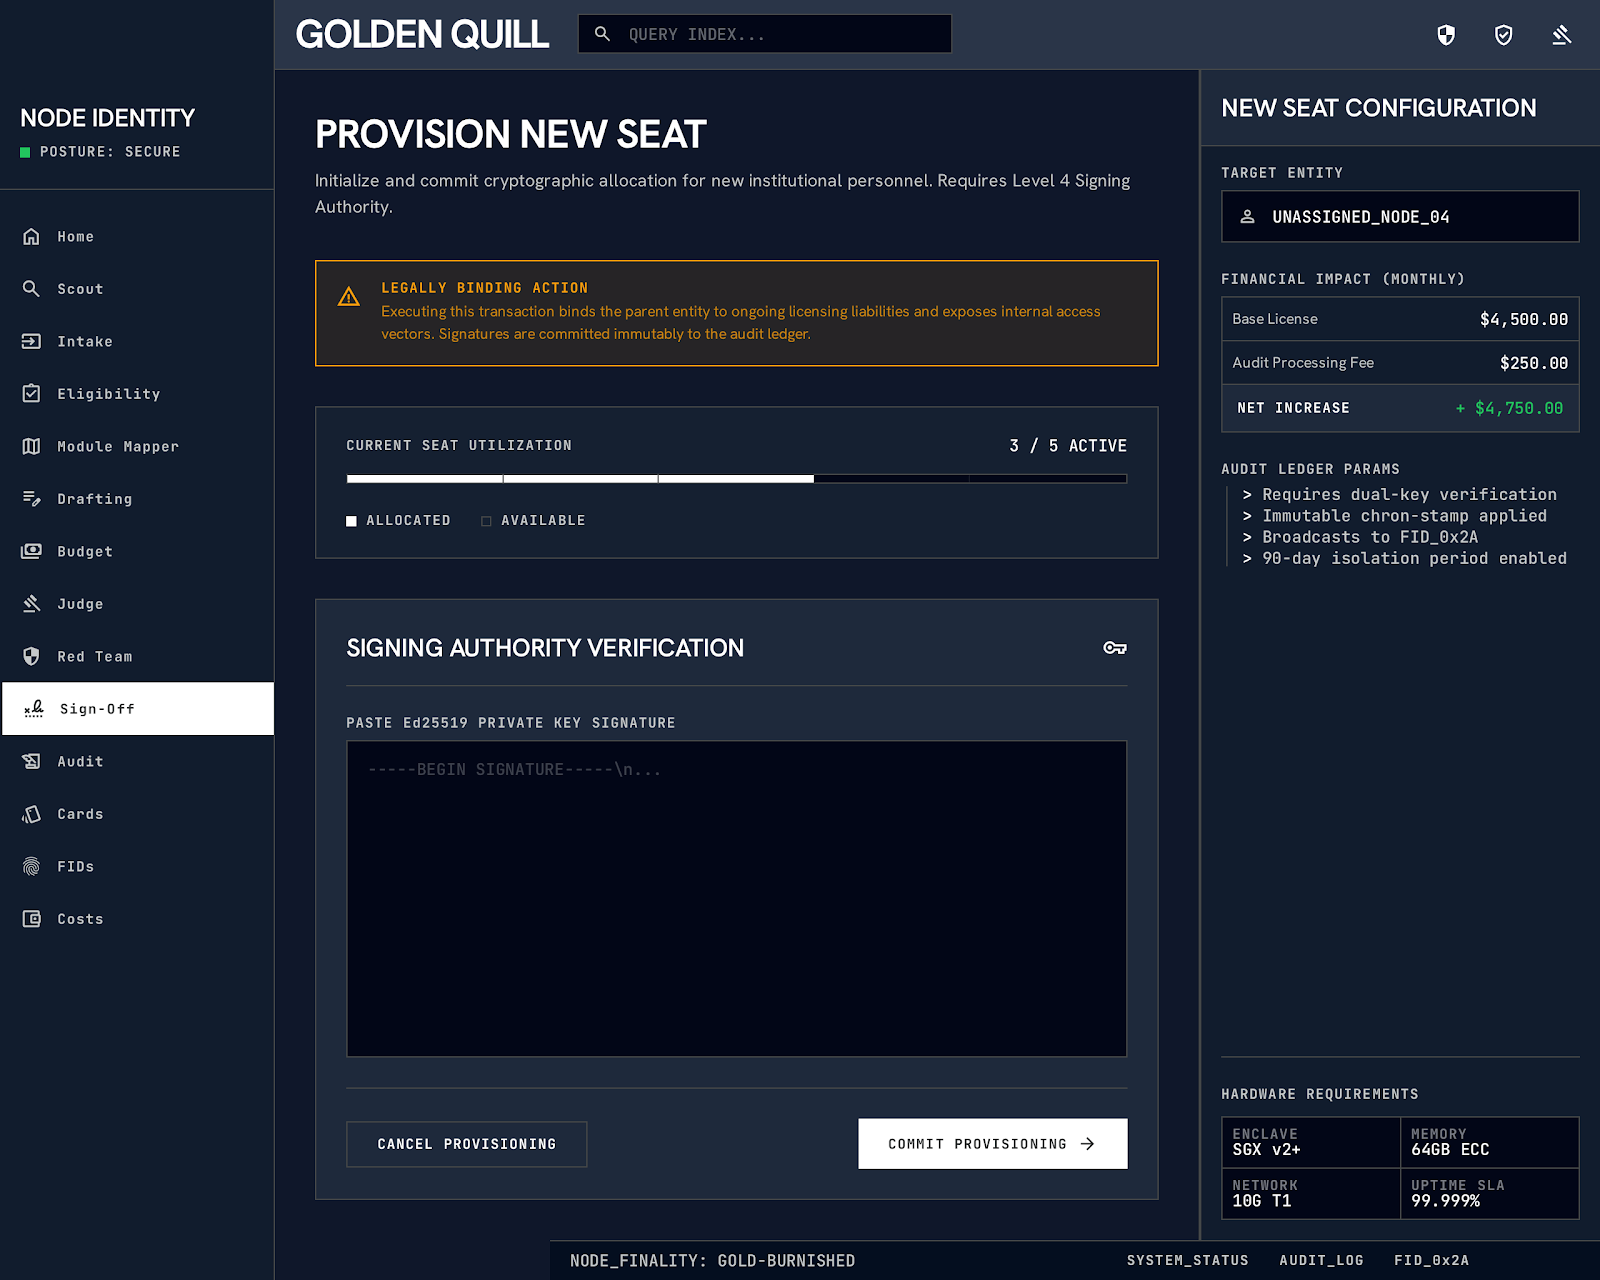 GOLDEN QUILL
QUERY INDEX...
NODE IDENTITY
POSTURE: SECURE
Home
Scout
Intake
Eligibility
Module Mapper
Drafting
Budget
Judge
Red Team
Sign-Off
Audit
Cards
FIDs
Costs
PROVISION NEW SEAT
Initialize and commit cryptographic allocation for new institutional personnel. Requires Level 4 Signing
Authority.
LEGALLY BINDING ACTION
Executing this transaction binds the parent entity to ongoing licensing liabilities and exposes internal access
vectors. Signatures are committed immutably to the audit ledger.
CURRENT SEAT UTILIZATION
3 / 5 ACTIVE
ALLOCATED
AVAILABLE
SIGNING AUTHORITY VERIFICATION
PASTE Ed25519 PRIVATE KEY SIGNATURE
-----BEGIN SIGNATURE-----\n...
CANCEL PROVISIONING
COMMIT PROVISIONING
NEW SEAT CONFIGURATION
TARGET ENTITY
UNASSIGNED_NODE_04
FINANCIAL IMPACT (MONTHLY)
Base License $4,500.00
Audit Processing Fee $250.00
NET INCREASE + $4,750.00
AUDIT LEDGER PARAMS
> Requires dual-key verification
> Immutable chron-stamp applied
> Broadcasts to FID_0x2A
> 90-day isolation period enabled
HARDWARE REQUIREMENTS
ENCLAVE
SGX v2+
MEMORY
64GB ECC
NETWORK
10G T1
UPTIME SLA
99.999%
NODE_FINALITY: GOLD-BURNISHED
SYSTEM_STATUS
AUDIT_LOG
FID_0x2A